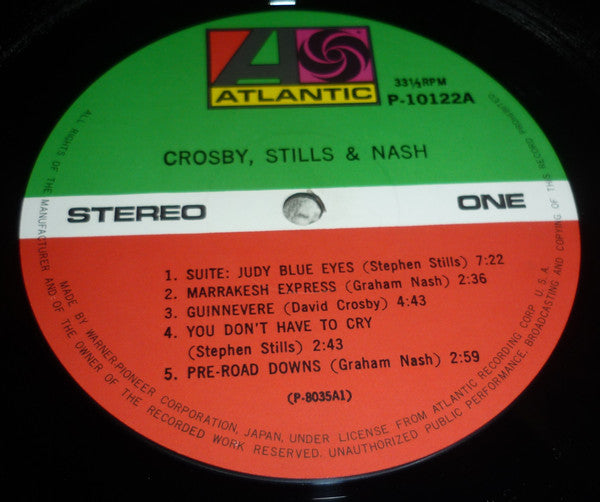 ATLANTIC
33⅓RPM
P-10122A
CROSBY, STILLS & NASH
STEREO
ONE
1. SUITE: JUDY BLUE EYES (Stephen Stills) 7:22
2. MARRAKESH EXPRESS (Graham Nash) 2:36
3. GUINNEVERE (David Crosby) 4:43
4. YOU DON'T HAVE TO CRY
(Stephen Stills) 2:43
5. PRE-ROAD DOWNS (Graham Nash) 2:59
(P-8035A1)
MADE BY WARNER-PIONEER CORPORATION, JAPAN, UNDER LICENSE FROM ATLANTIC RECORDING CORP. U.S.A.
ALL RIGHTS OF THE MANUFACTURER AND OF THE OWNER OF THE RECORDED WORK RESERVED. UNAUTHORIZED PUBLIC PERFORMANCE, BROADCASTING AND COPYING OF THIS RECORD PROHIBITED